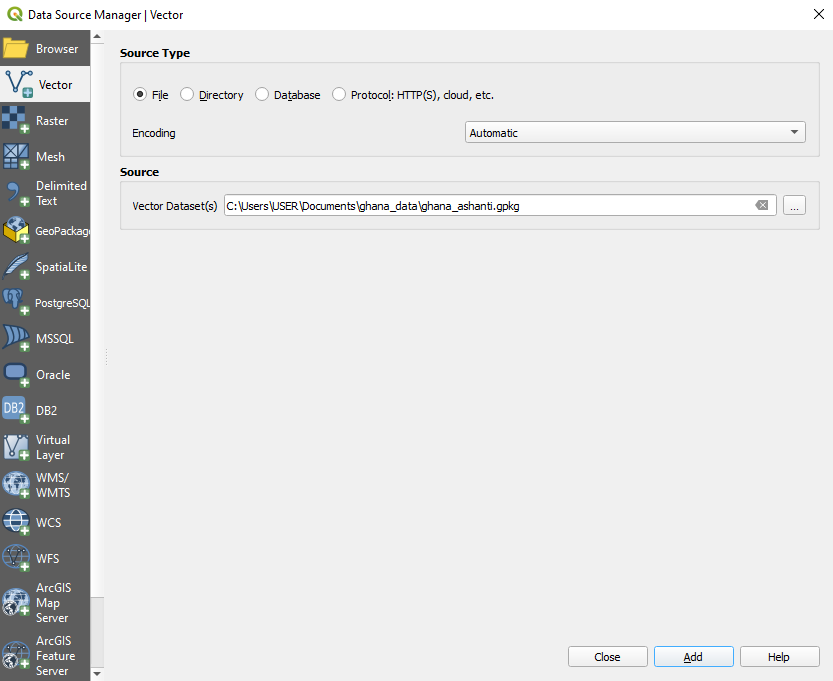 Data Source Manager | Vector
Browser
Vector
Raster
Mesh
Delimited
Text
GeoPackage
SpatiaLite
PostgreSQL
MSSQL
Oracle
DB2
DB2
Virtual
Layer
WMS/
WMTS
WCS
WFS
ArcGIS
Map
Server
ArcGIS
Feature
Server
Source Type
File
Directory
Database
Protocol: HTTP(S), cloud, etc.
Encoding
Automatic
Source
Vector Dataset(s)
C:\Users\USER\Documents\ghana_data\ghana_ashanti.gpkg
...
Close
Add
Help